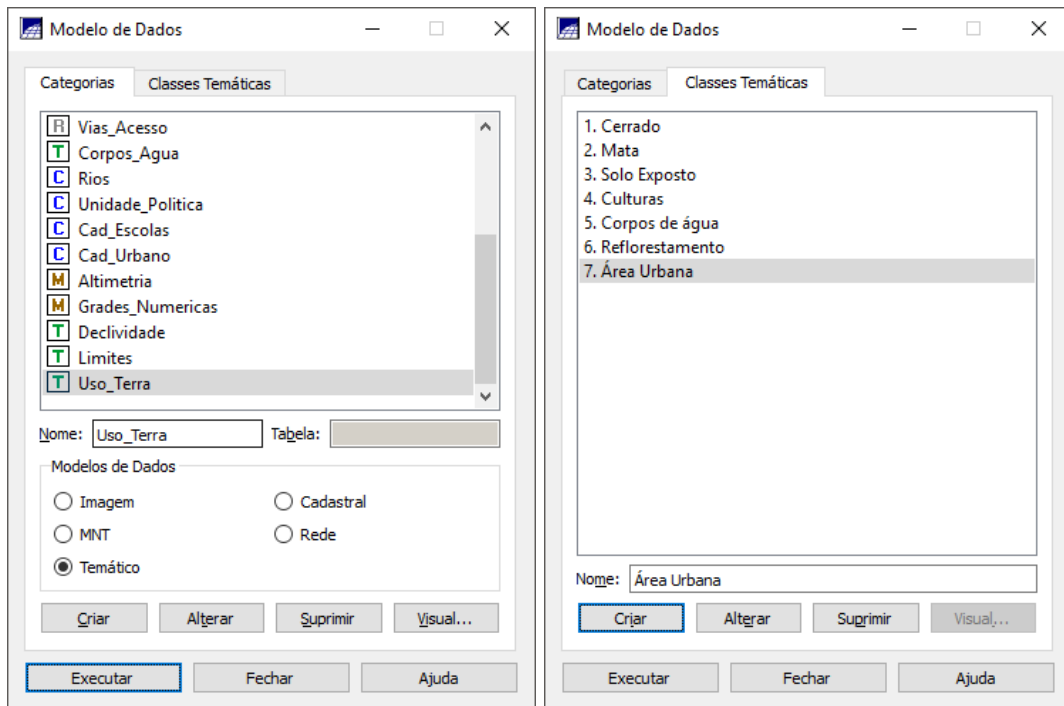 Modelo de Dados
Categorias Classes Temáticas
R Vias_Acesso
T Corpos_Agua
C Rios
C Unidade_Politica
C Cad_Escolas
C Cad_Urbano
M Altimetria
M Grades_Numericas
T Declividade
T Limites
T Uso_Terra
Nome: Uso_Terra Tabela:
Modelos de Dados
Imagem Cadastral
MNT Rede
Temático
Criar Alterar Suprimir Visual...
Executar Fechar Ajuda
Modelo de Dados
Categorias Classes Temáticas
1. Cerrado
2. Mata
3. Solo Exposto
4. Culturas
5. Corpos de água
6. Reflorestamento
7. Área Urbana
Nome: Área Urbana
Criar Alterar Suprimir Visual...
Executar Fechar Ajuda